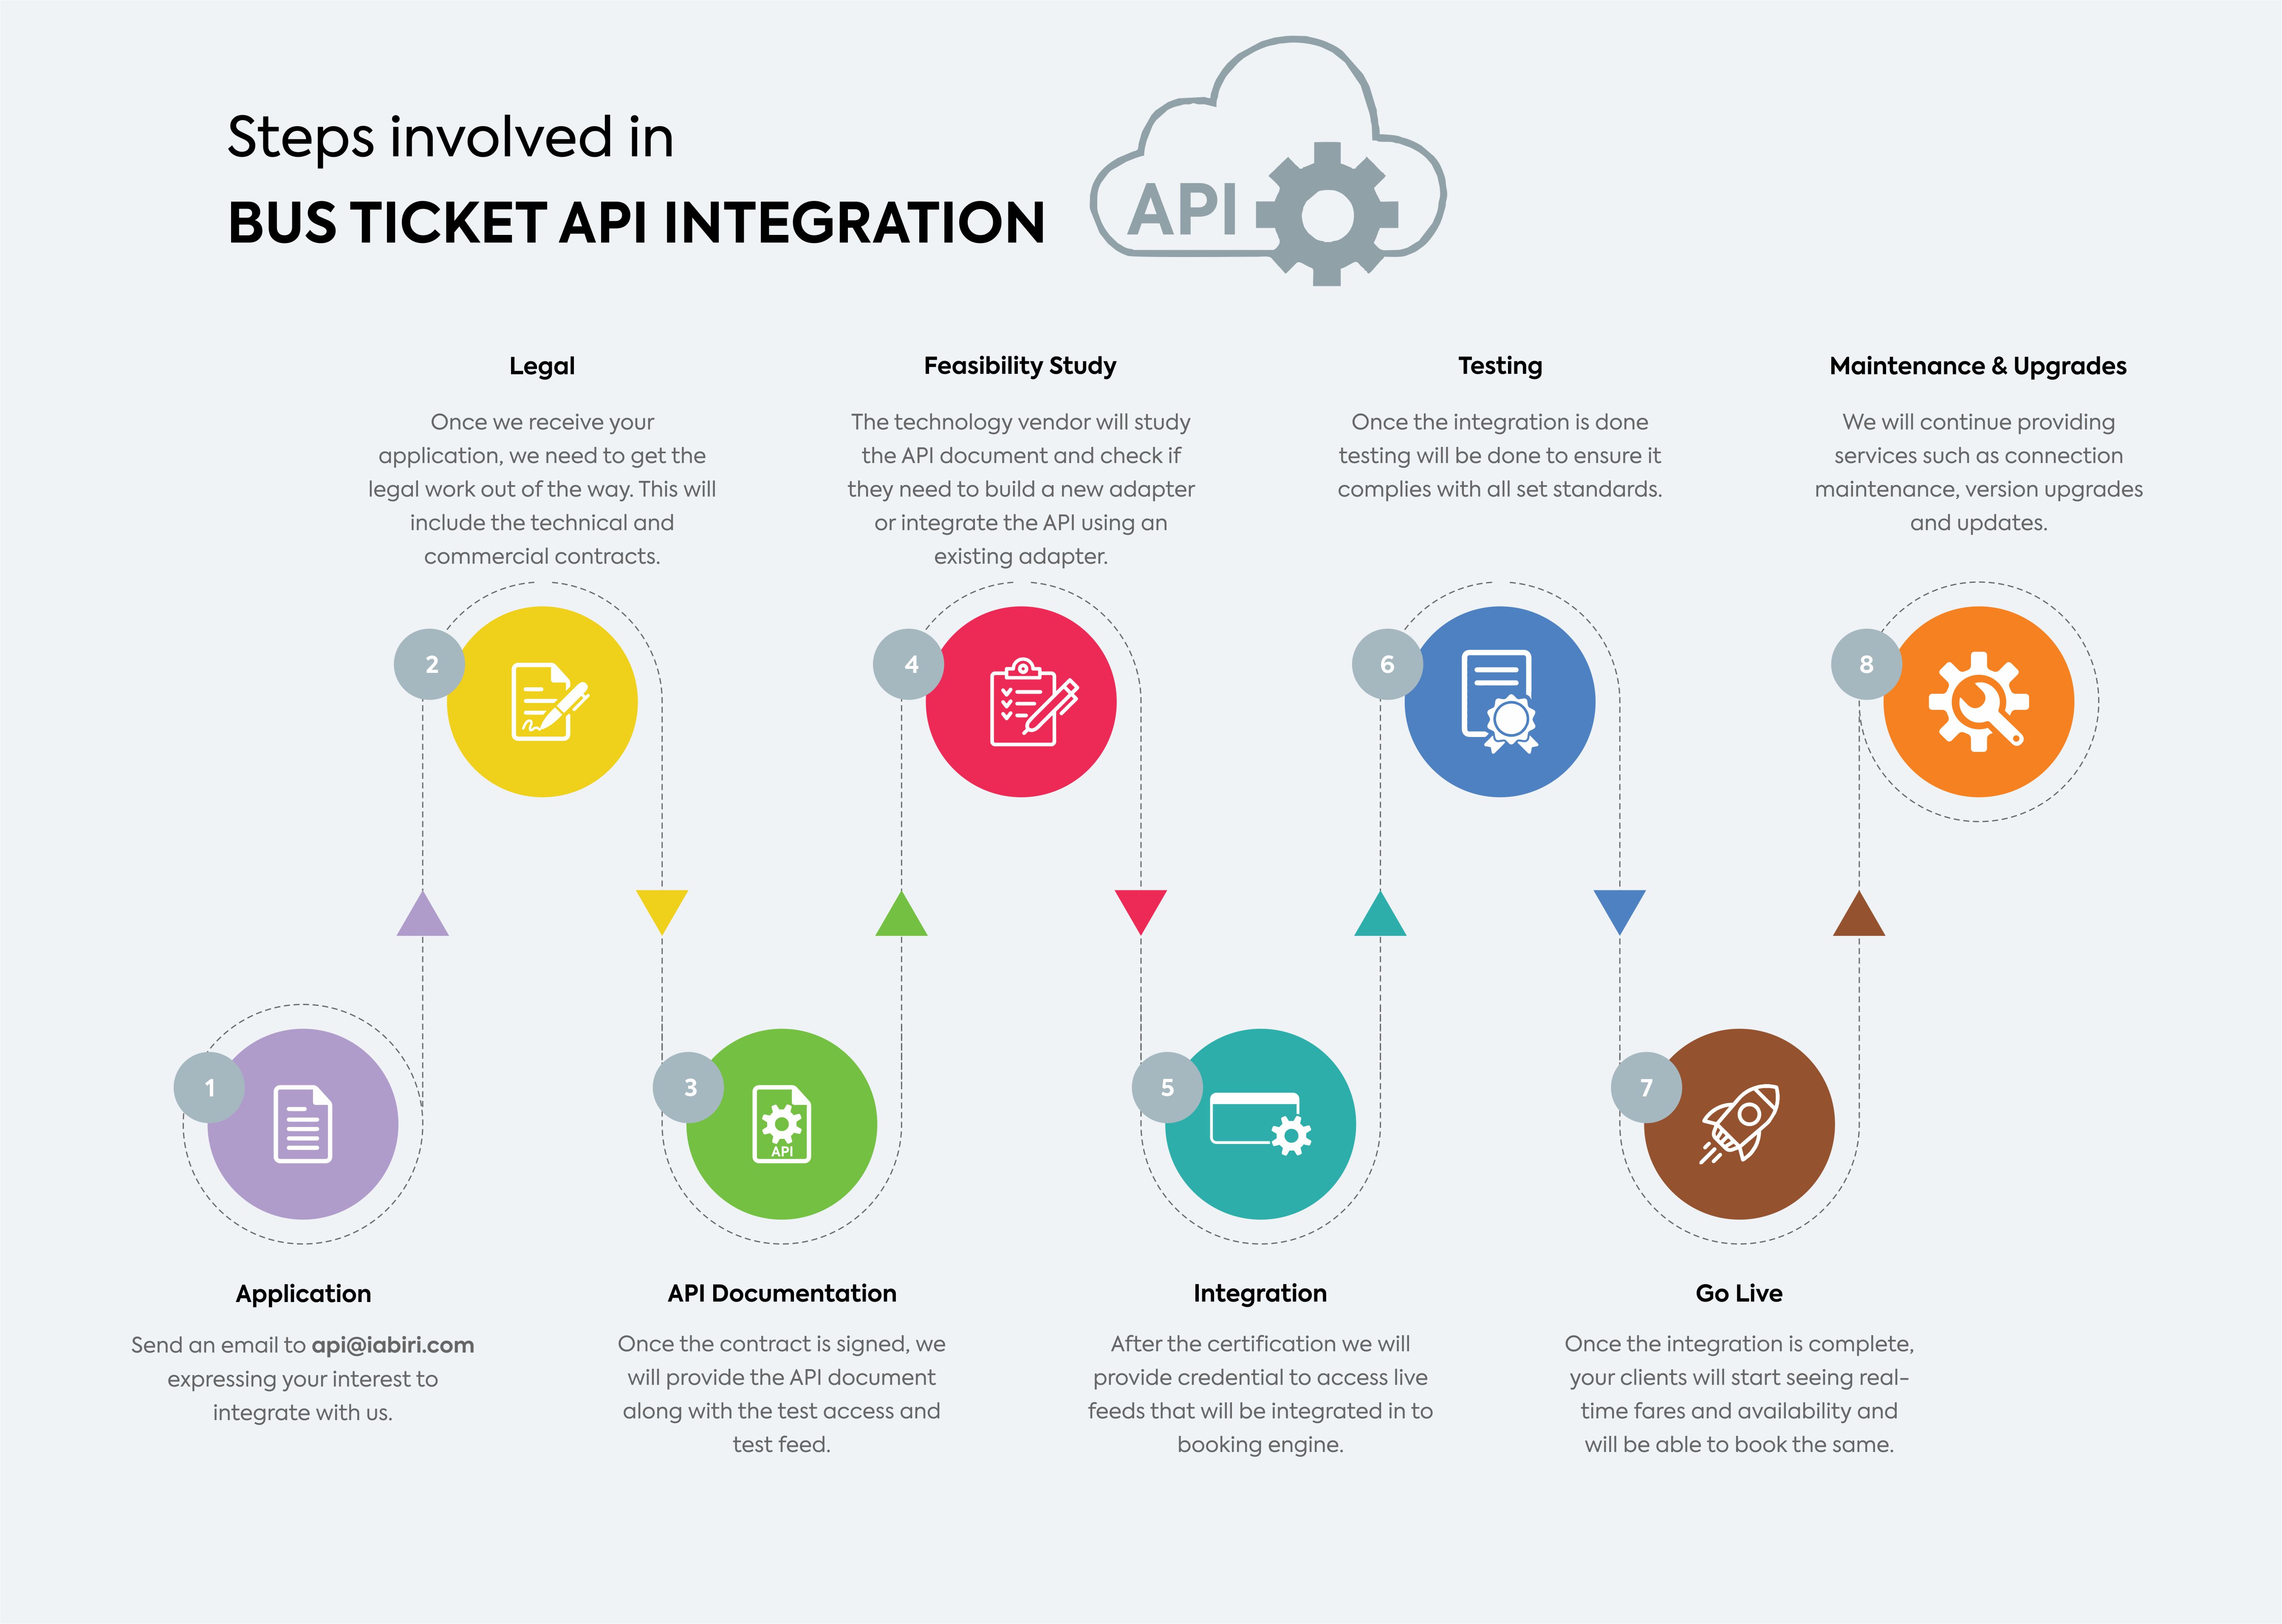 Steps involved in
BUS TICKET API INTEGRATION
API
Legal
Once we receive your
application, we need to get the
legal work out of the way. This will
include the technical and
commercial contracts.
Feasibility Study
The technology vendor will study
the API document and check if
they need to build a new adapter
or integrate the API using an
existing adapter.
Testing
Once the integration is done
testing will be done to ensure it
complies with all set standards.
Maintenance & Upgrades
We will continue providing
services such as connection
maintenance, version upgrades
and updates.
2
4
6
8
1
3
API
5
7
Application
Send an email to api@iabiri.com
expressing your interest to
integrate with us.
API Documentation
Once the contract is signed, we
will provide the API document
along with the test access and
test feed.
Integration
After the certification we will
provide credential to access live
feeds that will be integrated in to
booking engine.
Go Live
Once the integration is complete,
your clients will start seeing real-
time fares and availability and
will be able to book the same.